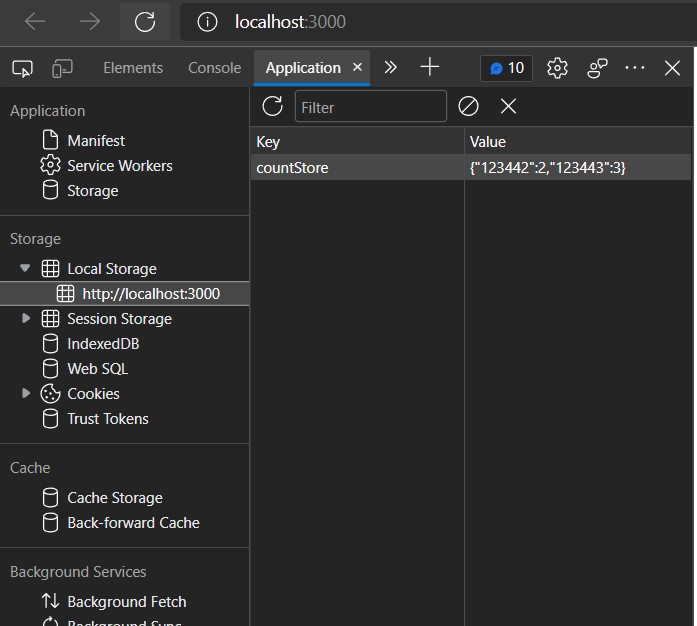 localhost:3000
Elements Console Application 10
Application
Filter
Key Value
Manifest
countStore {"123442":2,"123443":3}
Service Workers
Storage
Storage
Local Storage
http://localhost:3000
Session Storage
IndexedDB
Web SQL
Cookies
Trust Tokens
Cache
Cache Storage
Back-forward Cache
Background Services
Background Fetch
Background Sync